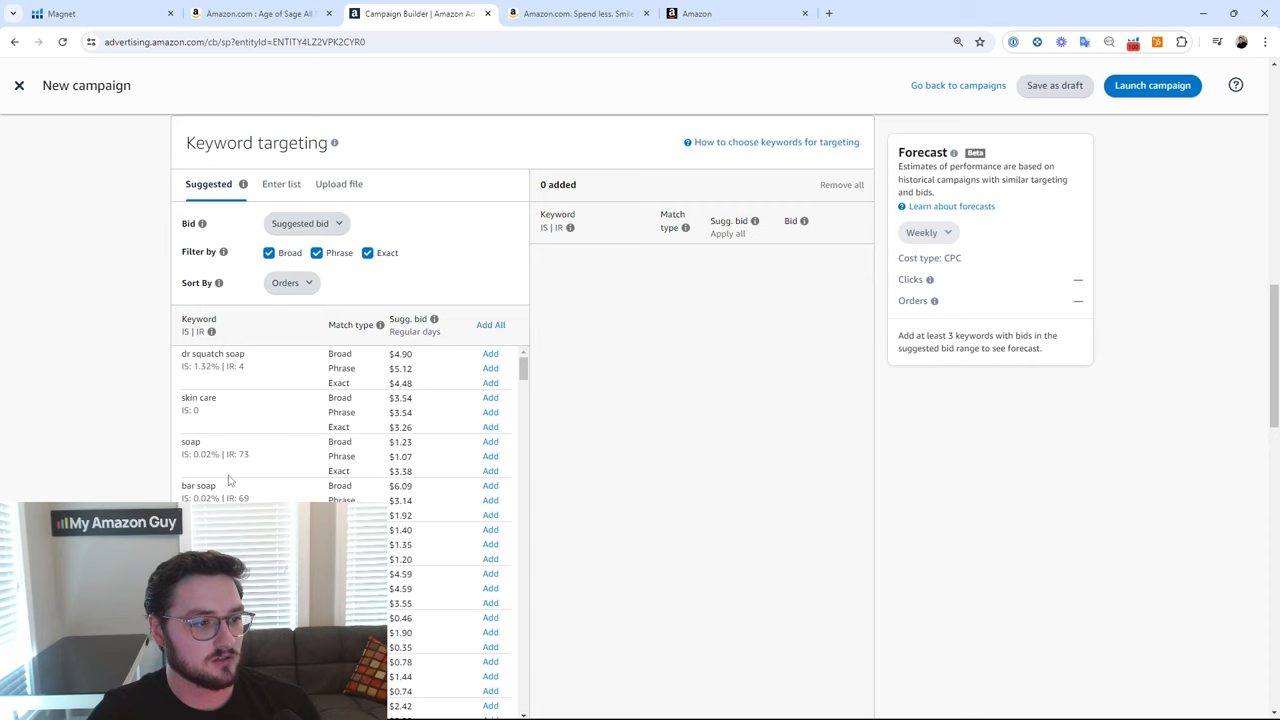 Magnet
Amazon.com : Age of Sage All N
Campaign Builder | Amazon Ad
Amazon.com. Spend less. Smile
Amazon
advertising.amazon.com/cb/sp?entityId=ENTITY4LZ2VPK2CYR0
100
New campaign
Go back to campaigns
Save as draft
Launch campaign
Keyword targeting
How to choose keywords for targeting
Suggested
Enter list
Upload file
Bid
Suggested bid
Filter by
Broad
Phrase
Exact
Sort By
Orders
Keyword
IS | IR
Match type
Sugg. bid
Regular days
Add All
dr squatch soap
IS: 1.32% | IR: 4
Broad $4.90 Add
Phrase $5.12 Add
Exact $4.48 Add
skin care
IS: 0
Broad $3.54 Add
Phrase $3.54 Add
Exact $3.26 Add
soap
IS: 0.02% | IR: 73
Broad $1.23 Add
Phrase $1.07 Add
Exact $3.38 Add
bar soap
IS: 0.02% | IR: 69
Broad $6.09 Add
Phrase $3.14 Add
$1.92 Add
$1.40 Add
$1.35 Add
$1.20 Add
$4.59 Add
$4.59 Add
$3.55 Add
$0.46 Add
$1.90 Add
$0.35 Add
$0.78 Add
$1.44 Add
$0.74 Add
$2.42 Add
0 added
Remove all
Keyword
IS | IR
Match
type
Sugg. bid
Apply all
Bid
Forecast
Beta
Estimates of performance are based on
historical campaigns with similar targeting
and bids.
Learn about forecasts
Weekly
Cost type: CPC
Clicks —
Orders —
Add at least 3 keywords with bids in the
suggested bid range to see forecast.
My Amazon Guy